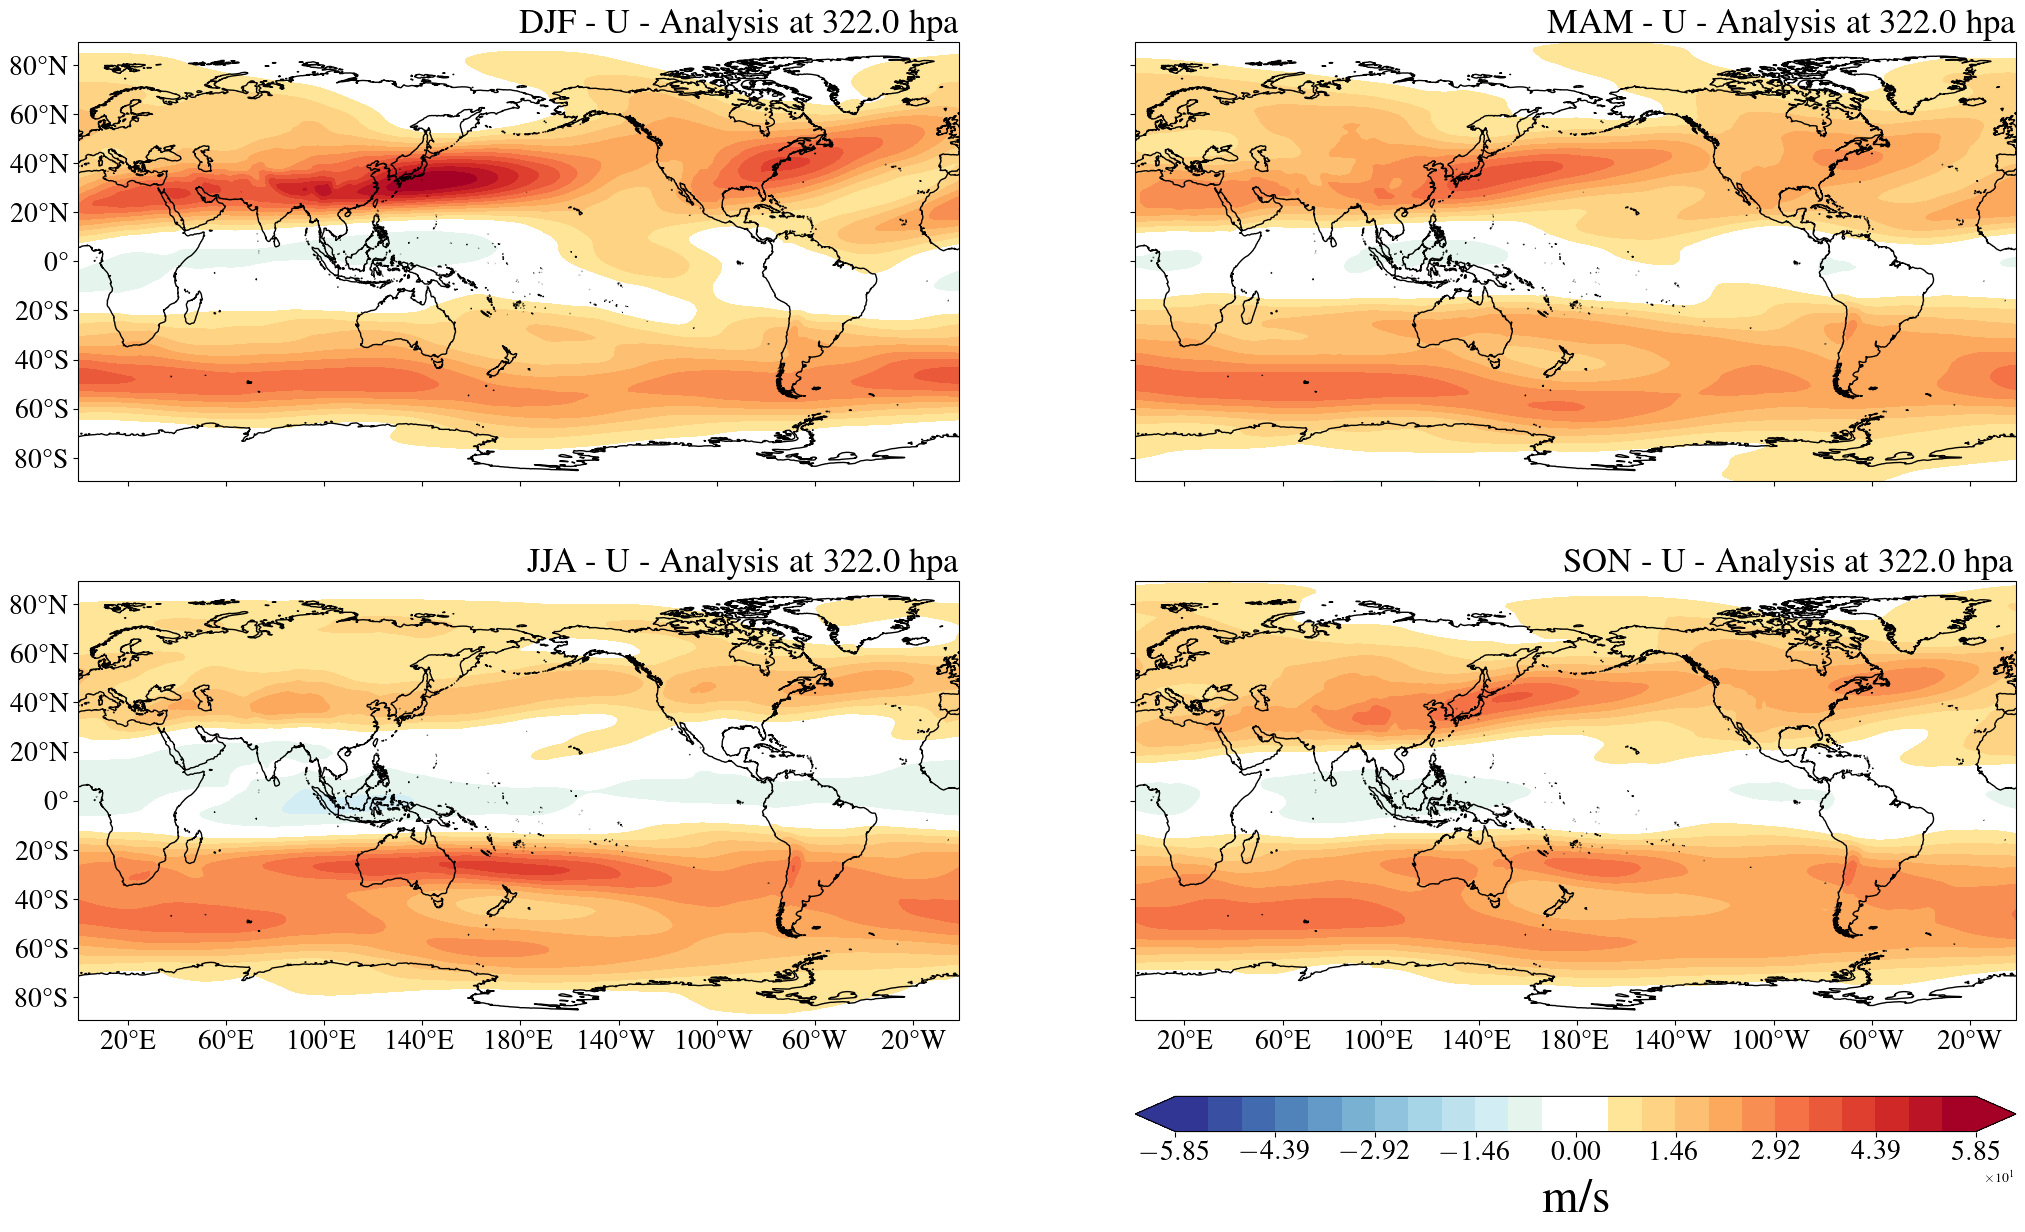 DJF - U - Analysis at 322.0 hpa
MAM - U - Analysis at 322.0 hpa
80°N
60°N
40°N
20°N
0°
20°S
40°S
60°S
80°S
JJA - U - Analysis at 322.0 hpa
SON - U - Analysis at 322.0 hpa
80°N
60°N
40°N
20°N
0°
20°S
40°S
60°S
80°S
20°E 60°E 100°E 140°E 180°E 140°W 100°W 60°W 20°W
20°E 60°E 100°E 140°E 180°E 140°W 100°W 60°W 20°W
−5.85 −4.39 −2.92 −1.46 0.00 1.46 2.92 4.39 5.85
×10¹
m/s